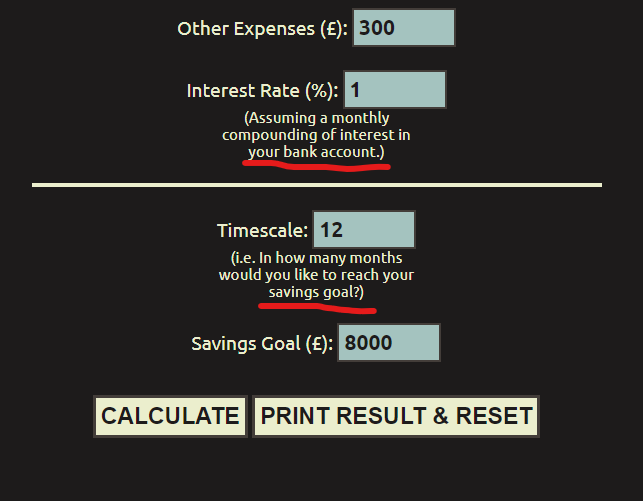 Other Expenses (£): 300
Interest Rate (%): 1
(Assuming a monthly
compounding of interest in
your bank account.)
Timescale: 12
(i.e. In how many months
would you like to reach your
savings goal?)
Savings Goal (£): 8000
CALCULATE PRINT RESULT & RESET